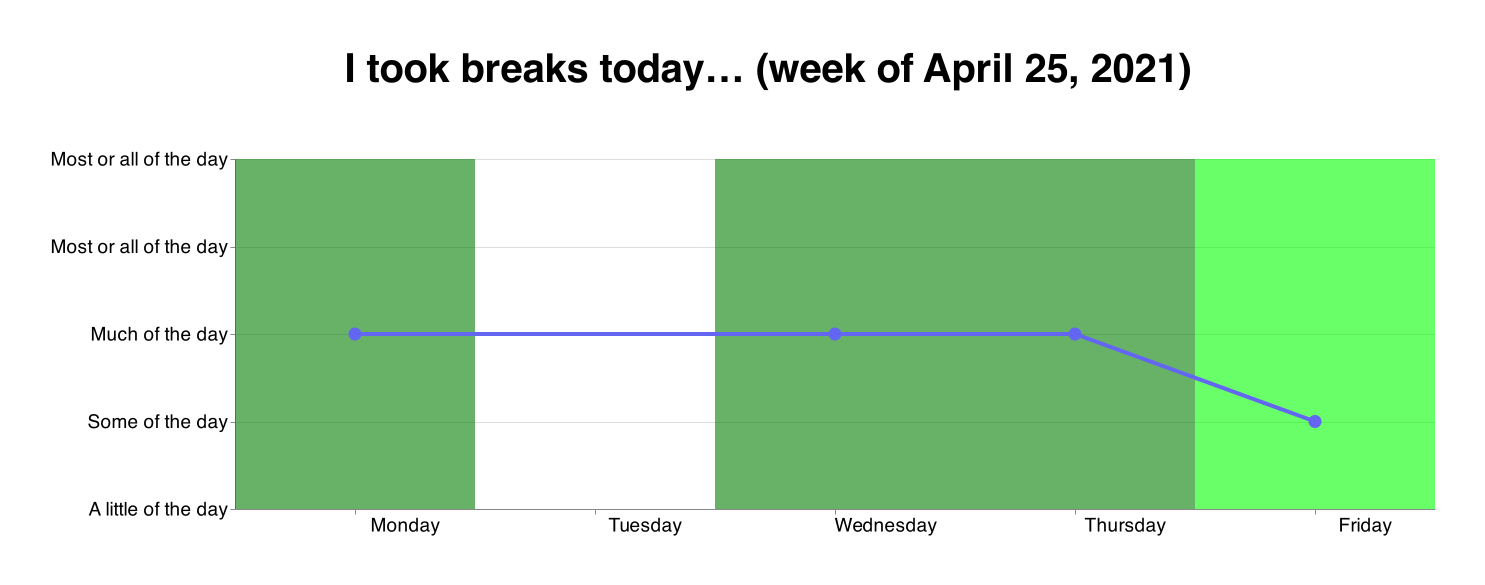 I took breaks today… (week of April 25, 2021)
Most or all of the day
Most or all of the day
Much of the day
Some of the day
A little of the day
Monday Tuesday Wednesday Thursday Friday